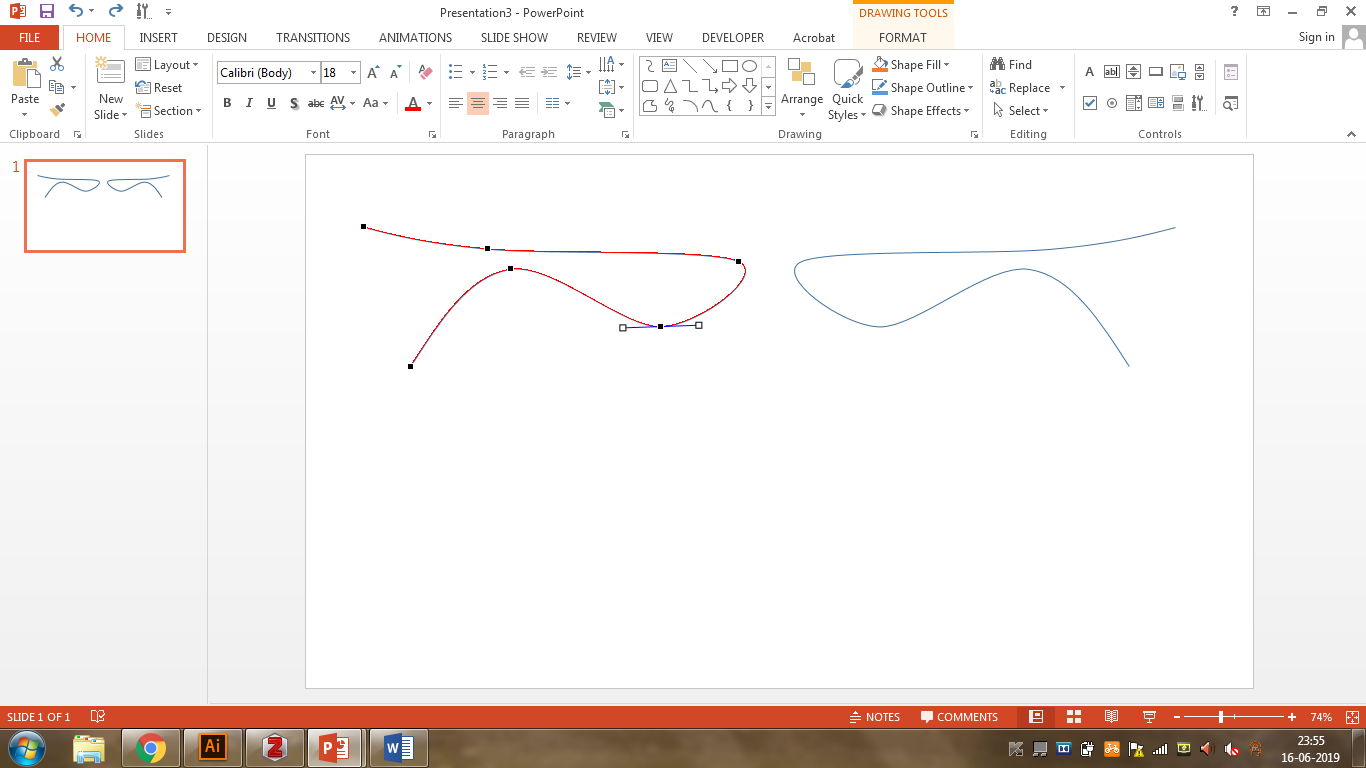 Presentation3 - PowerPoint
DRAWING TOOLS
?
FILE HOME INSERT DESIGN TRANSITIONS ANIMATIONS SLIDE SHOW REVIEW VIEW DEVELOPER Acrobat FORMAT Sign in
Paste
New Slide
Layout
Reset
Section
Calibri (Body) 18
B I U S abc AV Aa A
Arrange
Quick Styles
Shape Fill
Shape Outline
Shape Effects
Find
Replace
Select
A abl
Clipboard Slides Font Paragraph Drawing Editing Controls
1
SLIDE 1 OF 1 NOTES COMMENTS 74%
Ai Z P W
23:55
16-06-2019